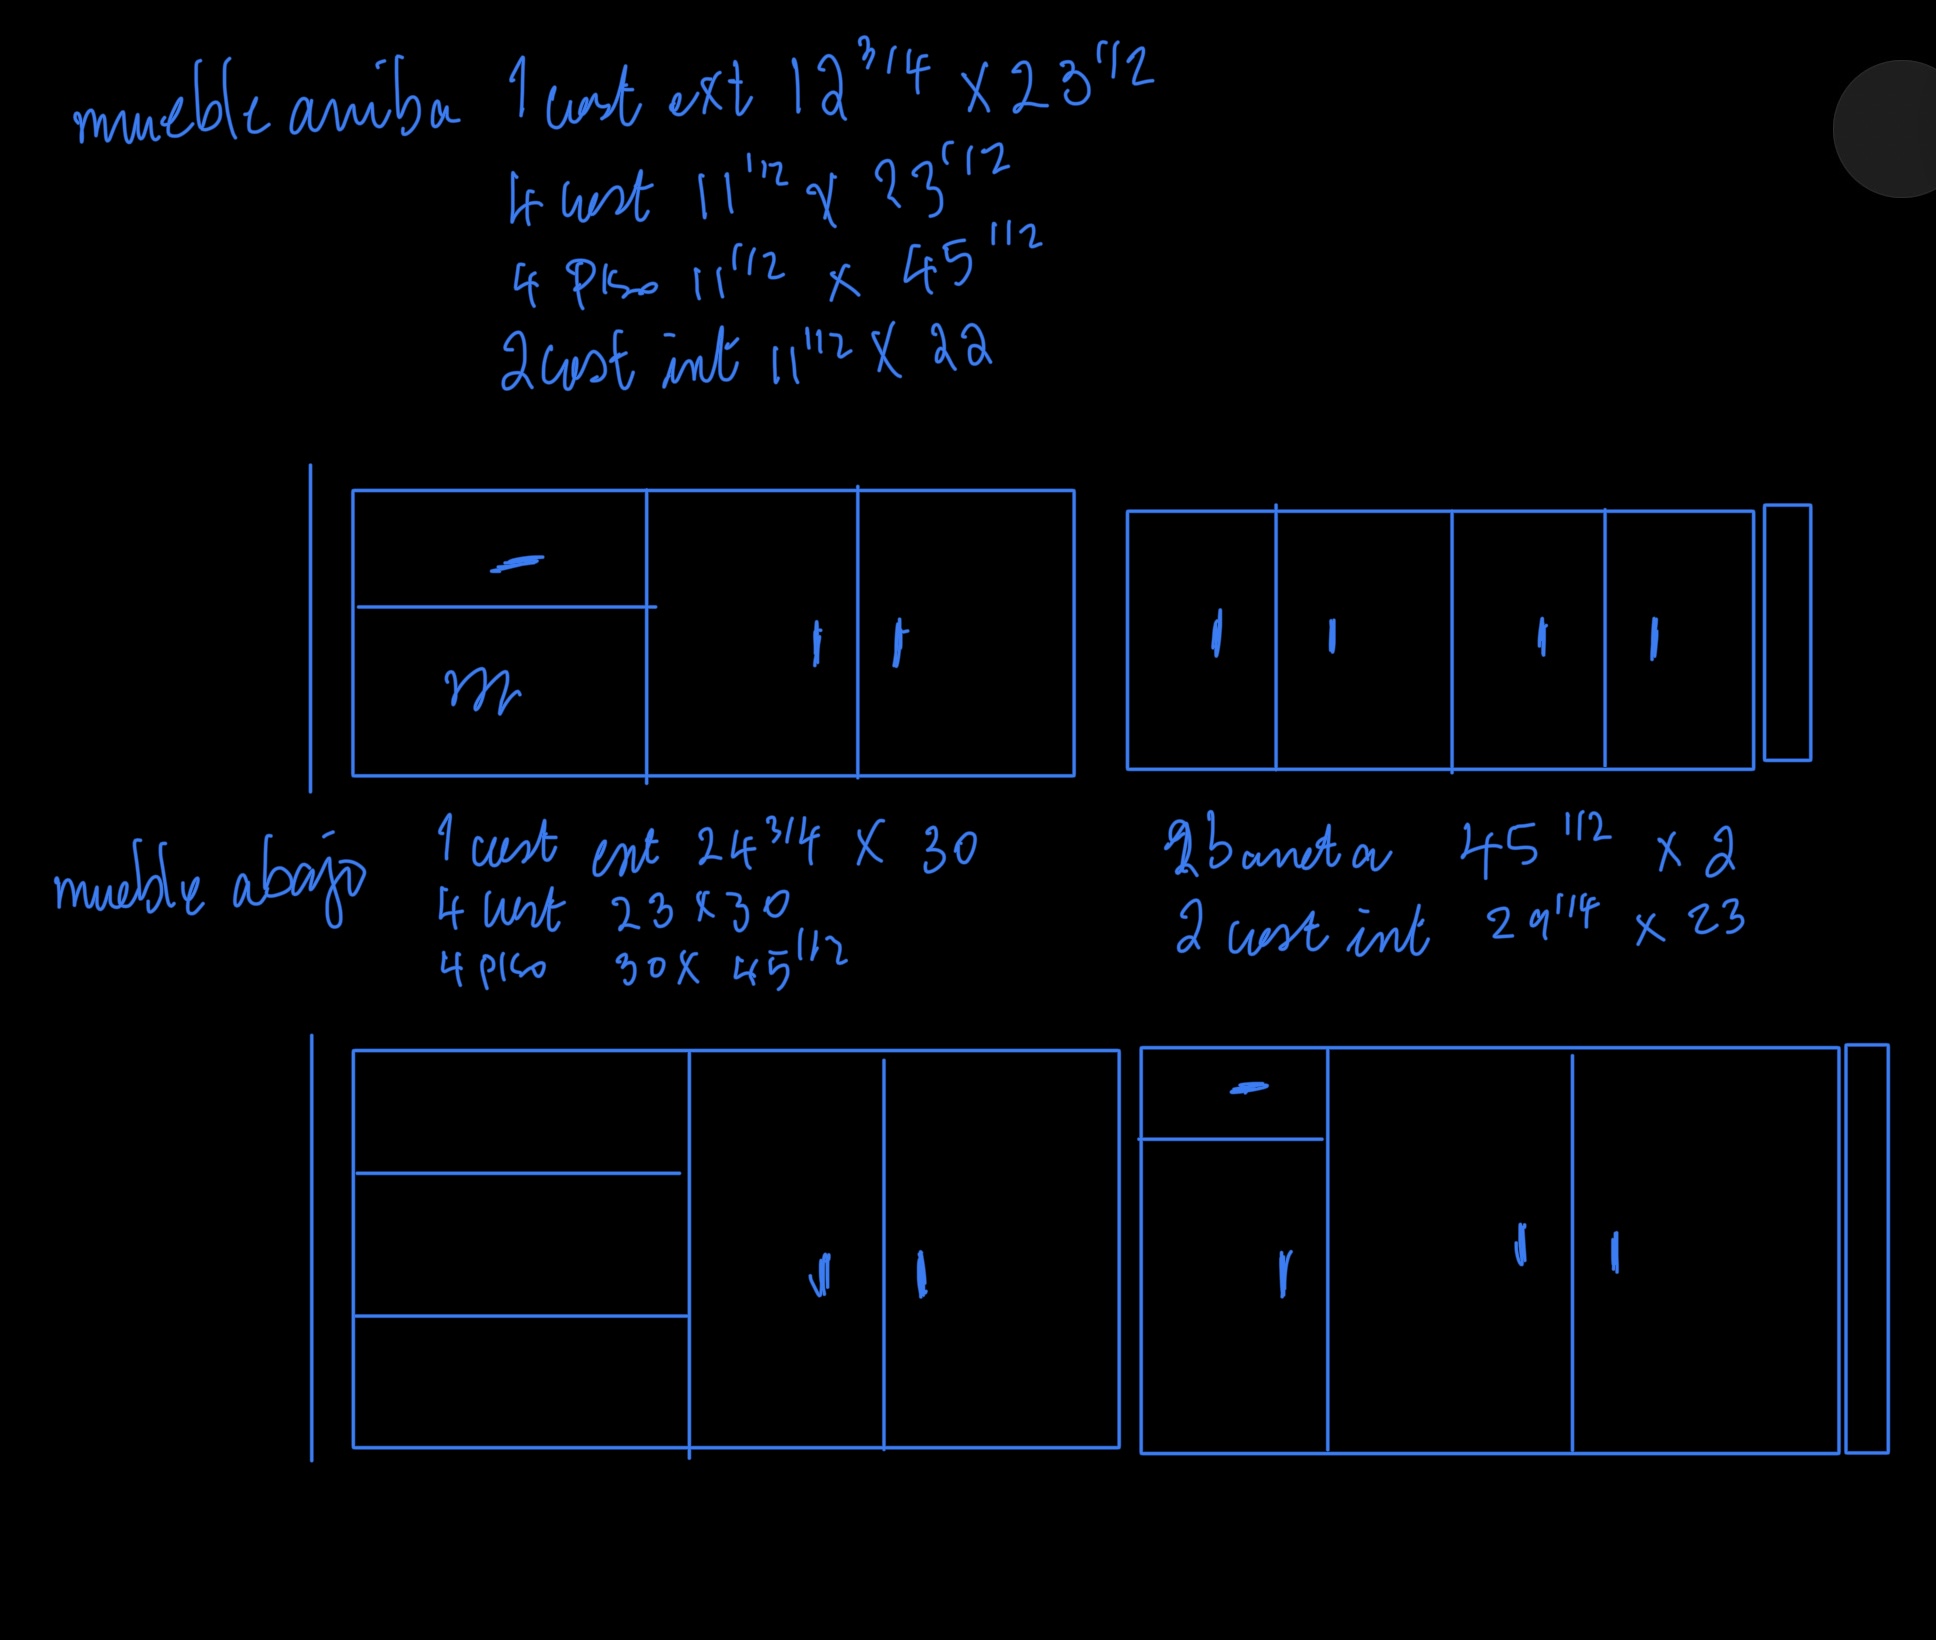 mueble arriba 1 cost ext 12 3/4 x 23 1/2
4 cost 11 1/2 x 23 1/2
4 Piso 11 1/2 x 45 1/2
2 cost int 11 1/2 x 22
m
mueble abajo 1 cost ext 24 3/4 x 30
4 cost 23 x 30
4 piso 30 x 45 1/2
2 baneta 45 1/2 x 2
2 cost int 29 1/4 x 23